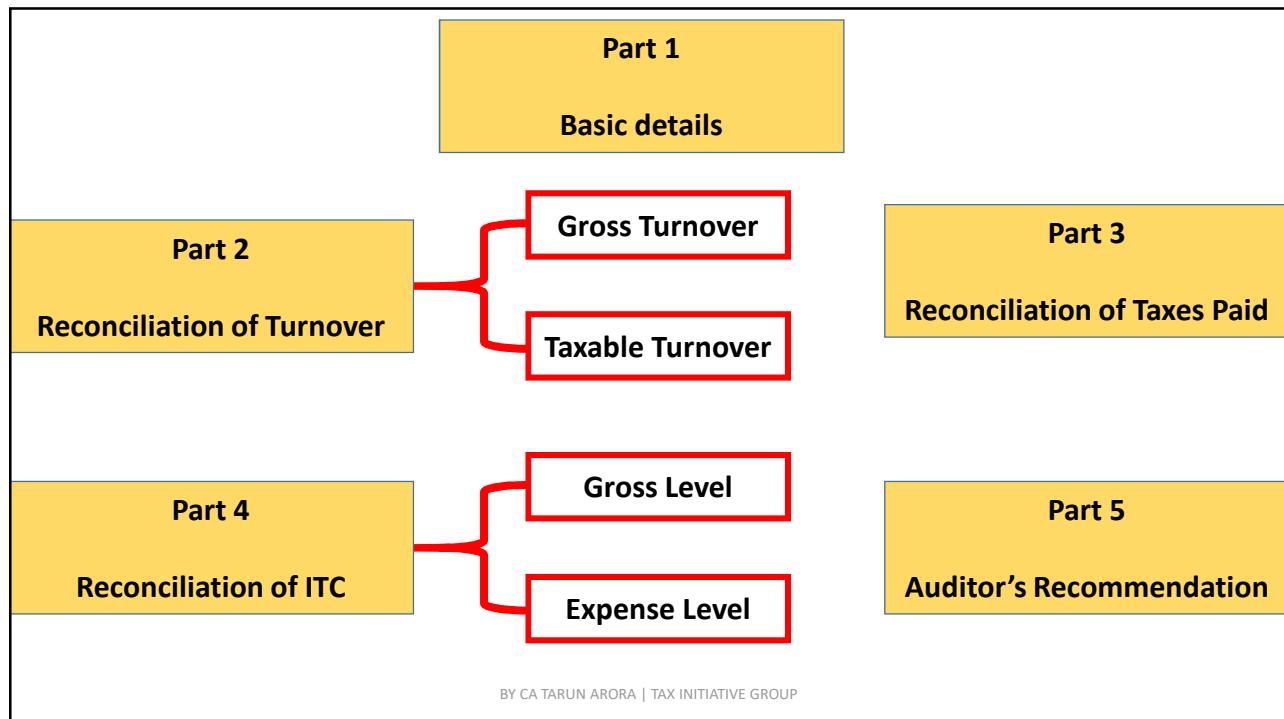 Part 1
Basic details
Gross Turnover
Part 2
Reconciliation of Turnover
Taxable Turnover
Part 3
Reconciliation of Taxes Paid
Gross Level
Part 4
Reconciliation of ITC
Expense Level
Part 5
Auditor’s Recommendation
BY CA TARUN ARORA | TAX INITIATIVE GROUP